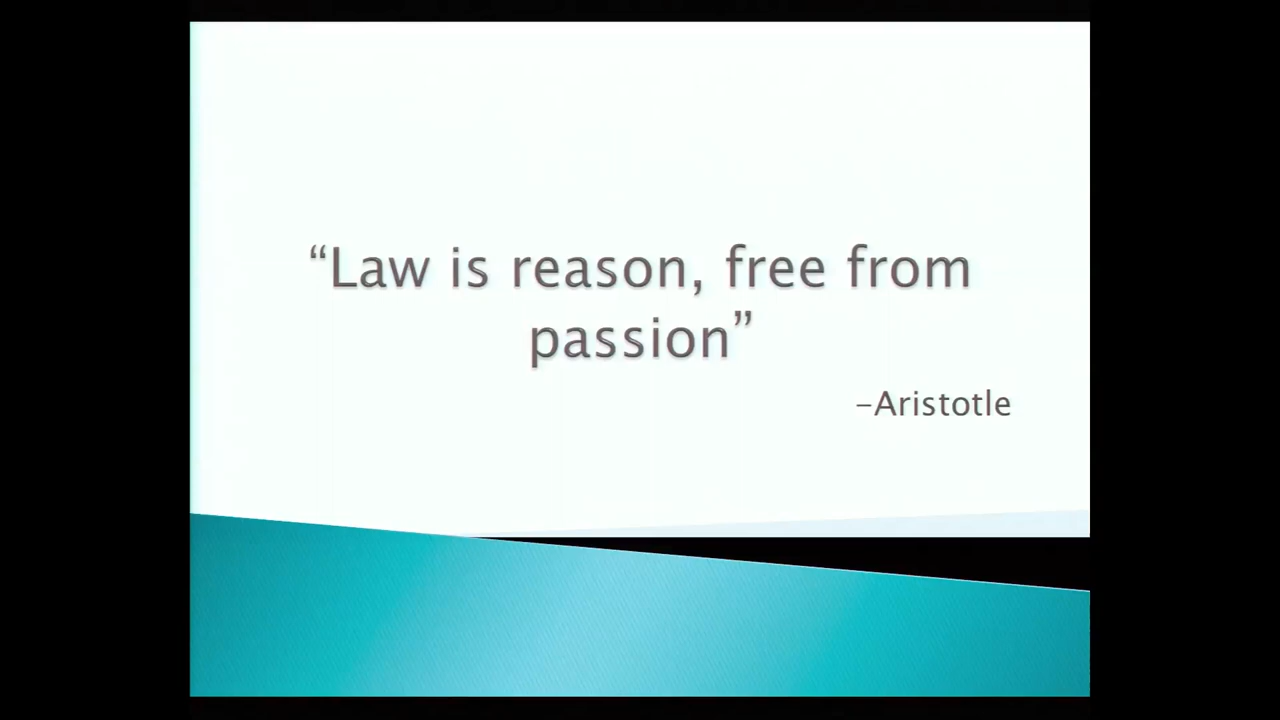 “Law is reason, free from
passion”
–Aristotle